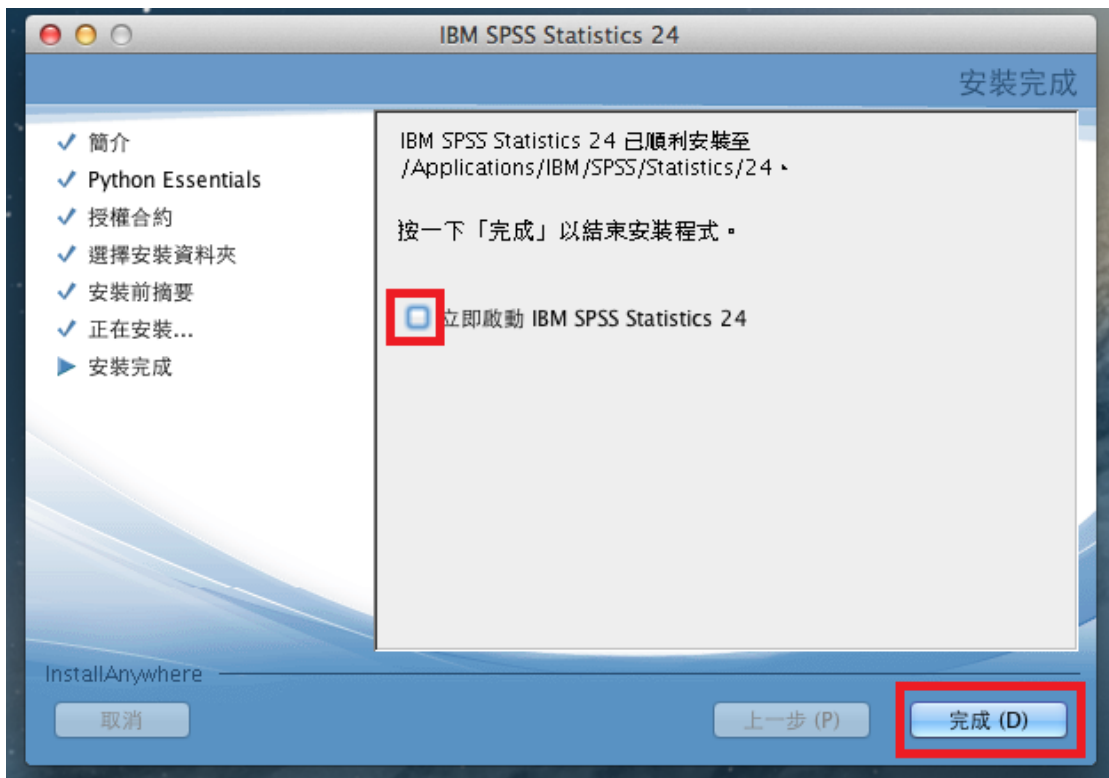 IBM SPSS Statistics 24
安裝完成
簡介
Python Essentials
授權合約
選擇安裝資料夾
安裝前摘要
正在安裝...
安裝完成
IBM SPSS Statistics 24 已順利安裝至
/Applications/IBM/SPSS/Statistics/24、
按一下「完成」以結束安裝程式。
立即啟動 IBM SPSS Statistics 24
InstallAnywhere
取消
上一步 (P)
完成 (D)